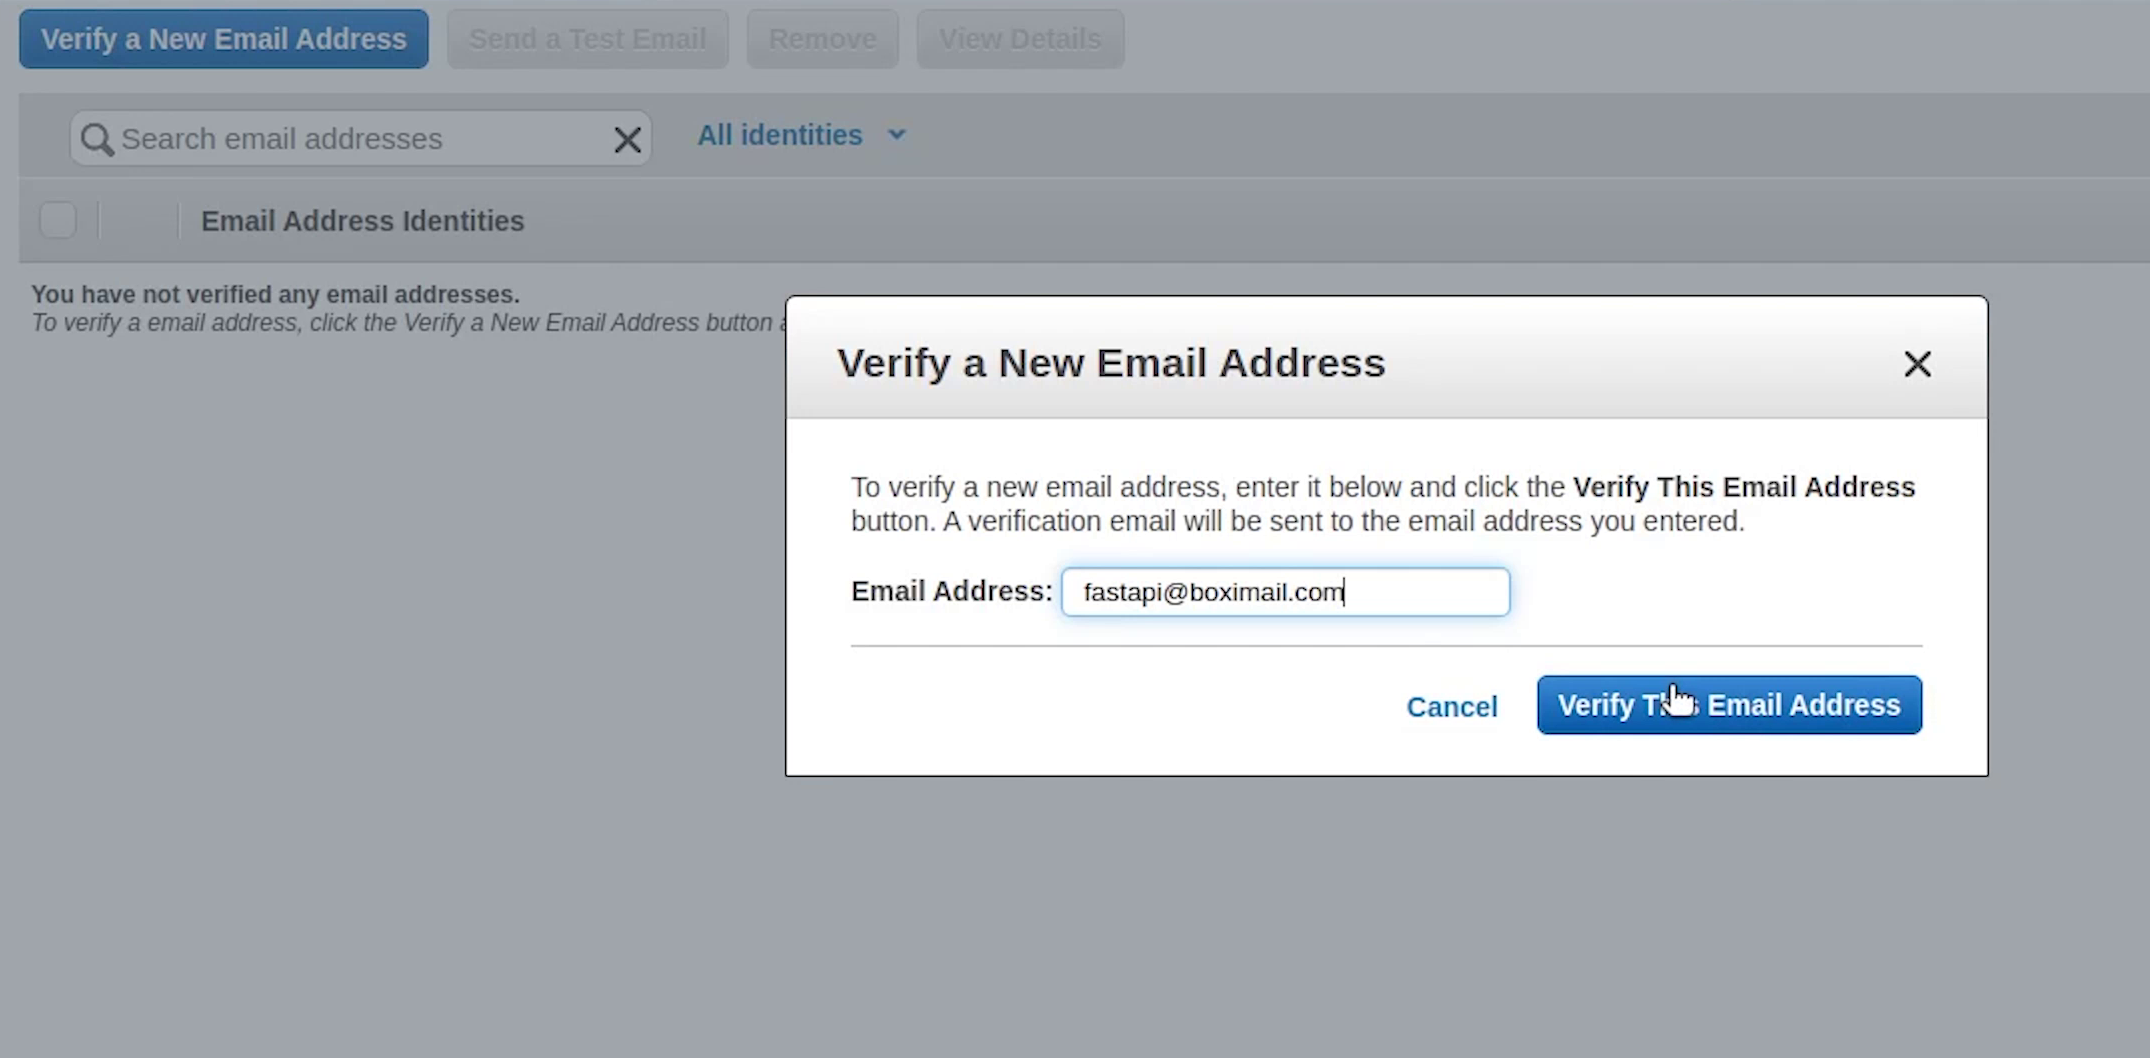 Verify a New Email Address
Send a Test Email
Remove
View Details
Search email addresses
All identities
Email Address Identities
You have not verified any email addresses.
To verify a email address, click the Verify a New Email Address button
Verify a New Email Address
To verify a new email address, enter it below and click the Verify This Email Address
button. A verification email will be sent to the email address you entered.
Email Address: fastapi@boximail.com
Cancel
Verify This Email Address